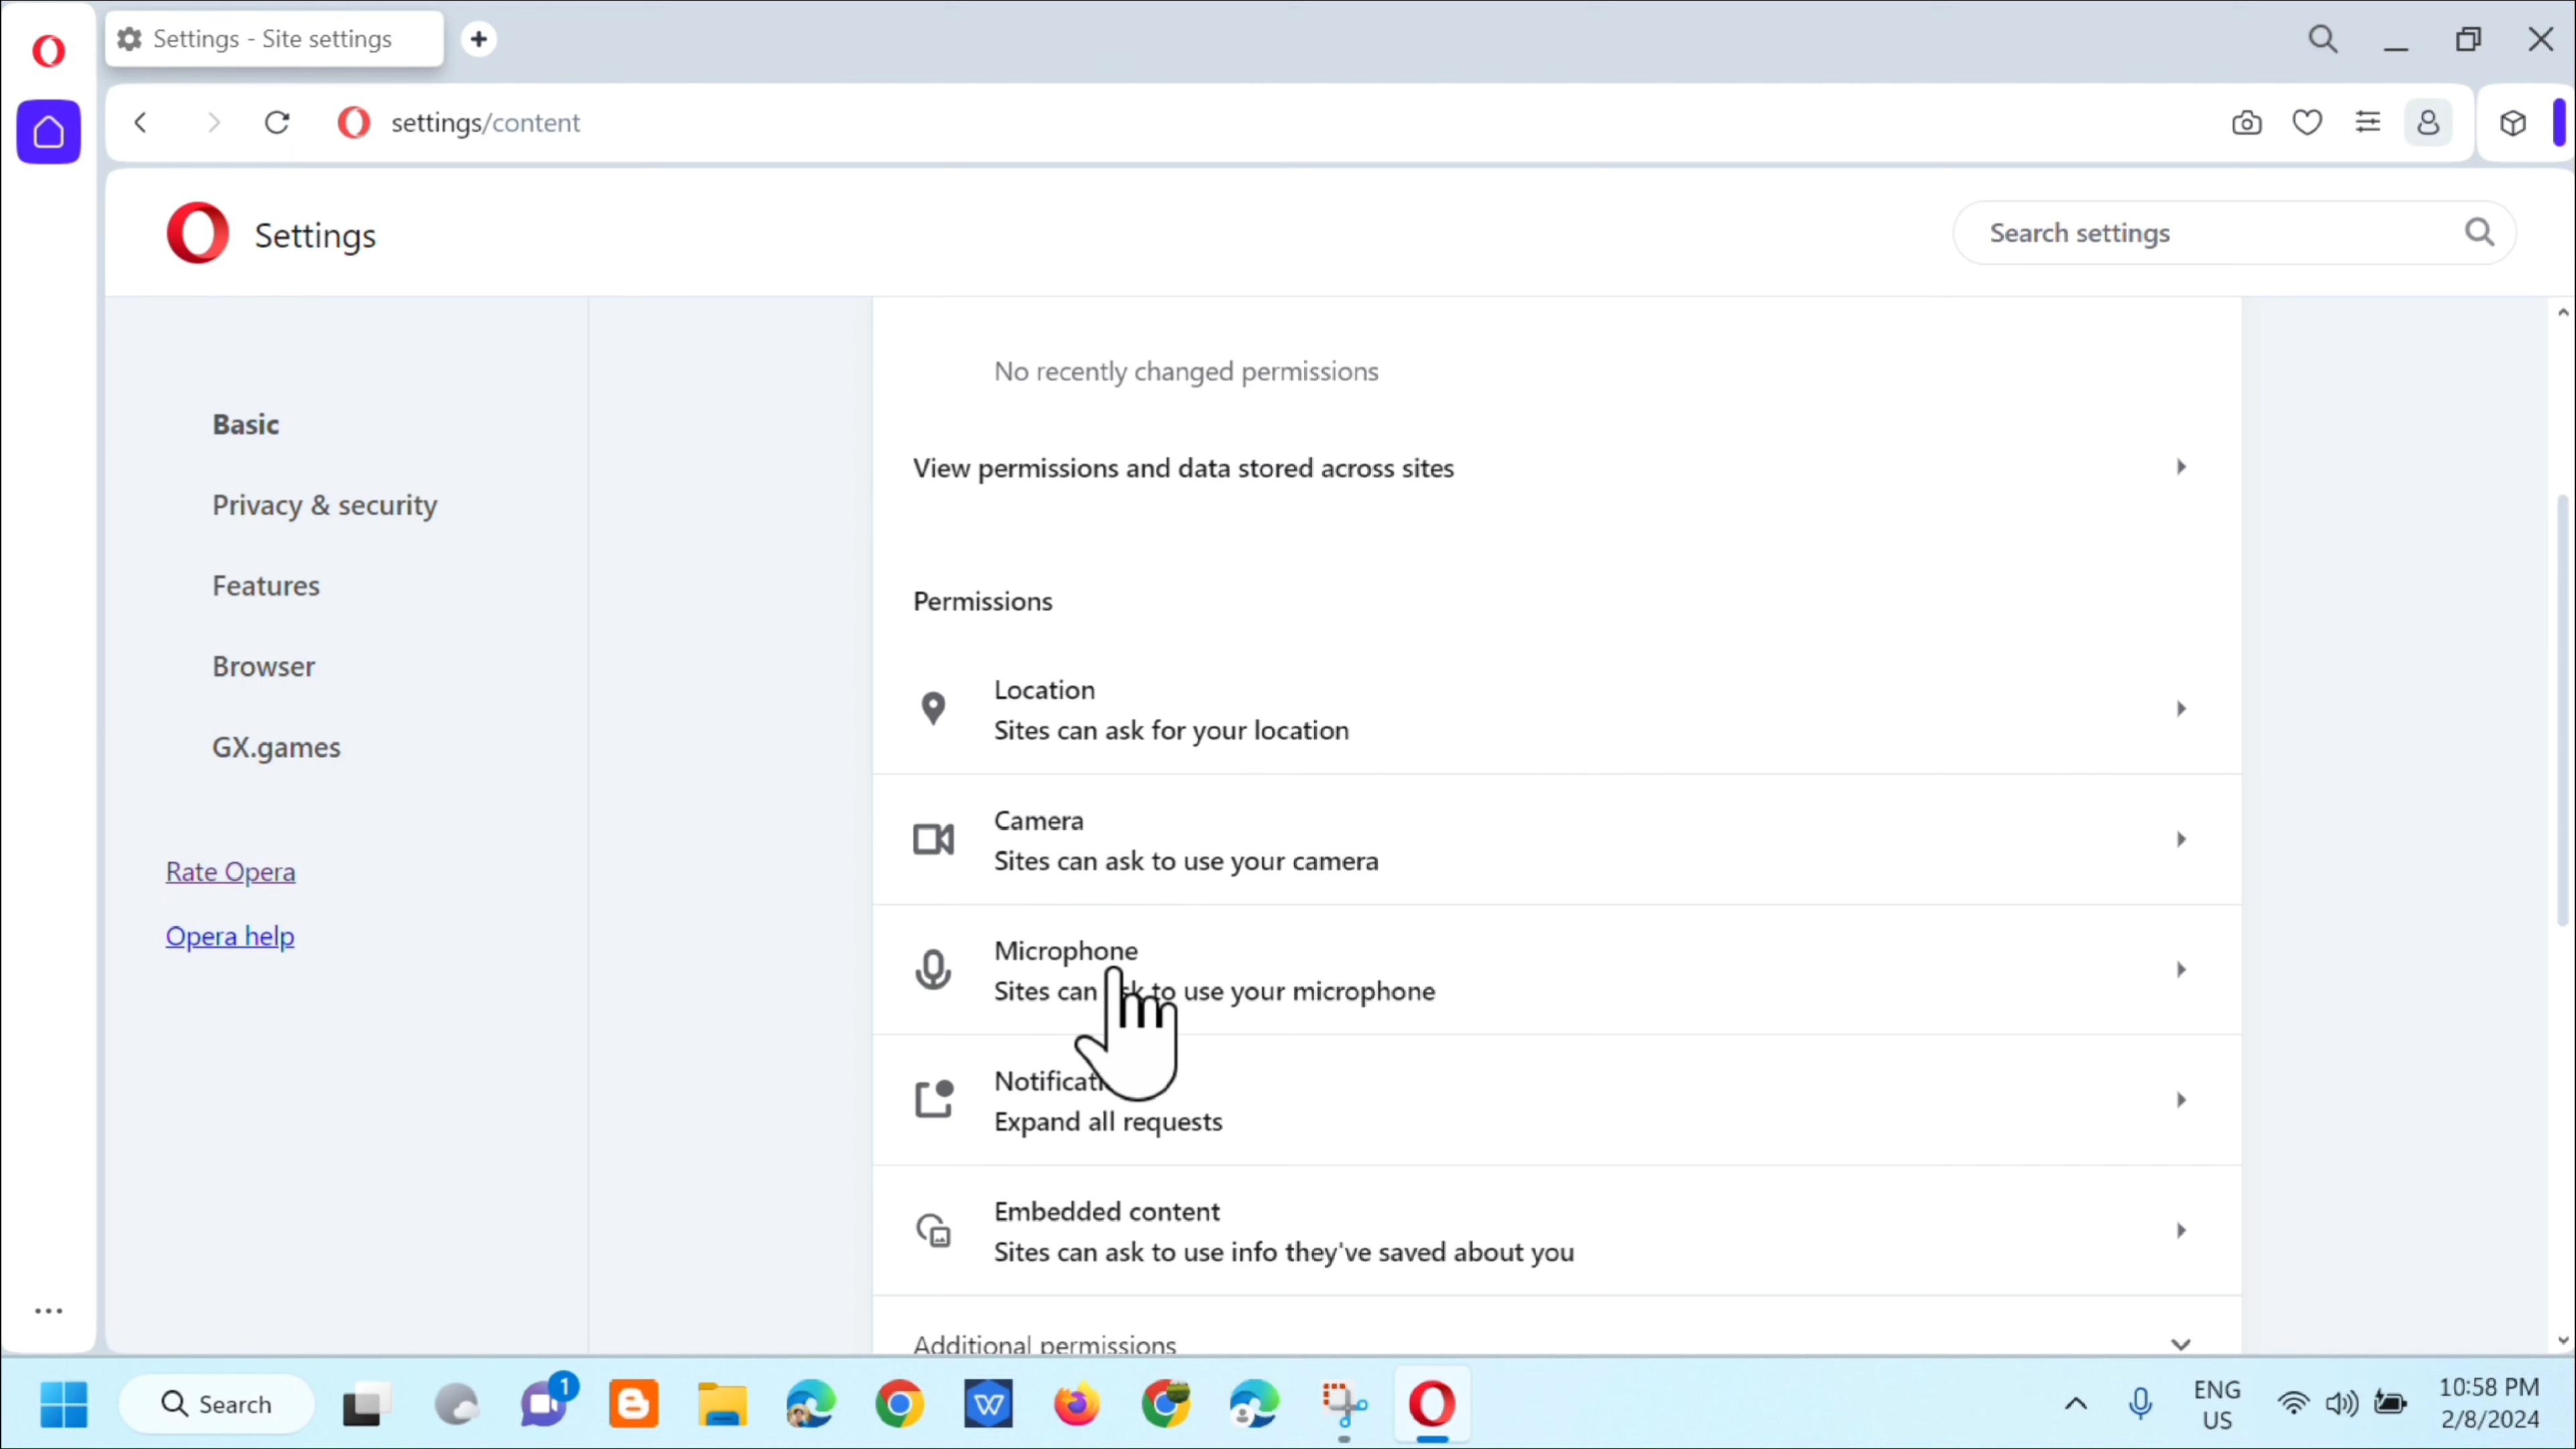 Settings - Site settings
settings/content
Settings
Search settings
Basic
Privacy & security
Features
Browser
GX.games
Rate Opera
Opera help
No recently changed permissions
View permissions and data stored across sites
Permissions
Location
Sites can ask for your location
Camera
Sites can ask to use your camera
Microphone
Sites can ask to use your microphone
Notificati
Expand all requests
Embedded content
Sites can ask to use info they've saved about you
Additional permissions
Search
1
ENG
US
10:58 PM
2/8/2024